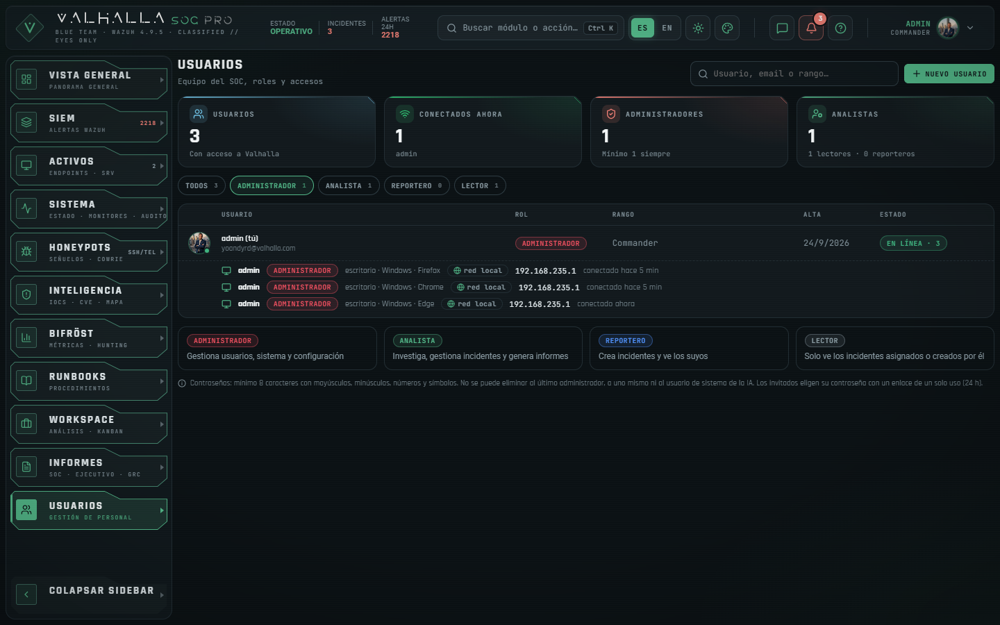 VALHALLA SOC PRO
BLUE TEAM · WAZUH 4.9.5 · CLASSIFIED //
EYES ONLY
ESTADO
OPERATIVO
INCIDENTES
3
ALERTAS
24H
2218
Buscar módulo o acción… Ctrl K
ES EN
3
ADMIN
COMMANDER
VISTA GENERAL
PANORAMA GENERAL
SIEM
ALERTAS WAZUH
2218
ACTIVOS
ENDPOINTS · SRV
2
SISTEMA
ESTADO · MONITORES · AUDITO
HONEYPOTS
SEÑUELOS · COWRIE
SSH/TEL
INTELIGENCIA
IOCS · CVE · MAPA
BIFRÖST
MÉTRICAS · HUNTING
RUNBOOKS
PROCEDIMIENTOS
WORKSPACE
ANÁLISIS · KANBAN
INFORMES
SOC · EJECUTIVO · GRC
USUARIOS
GESTIÓN DE PERSONAL
COLAPSAR SIDEBAR
USUARIOS
Equipo del SOC, roles y accesos
Usuario, email o rango…
+ NUEVO USUARIO
USUARIOS
3
Con acceso a Valhalla
CONECTADOS AHORA
1
admin
ADMINISTRADORES
1
Mínimo 1 siempre
ANALISTAS
1
1 lectores · 0 reporteros
TODOS 3
ADMINISTRADOR 1
ANALISTA 1
REPORTERO 0
LECTOR 1
USUARIO ROL RANGO ALTA ESTADO
admin (tú)
yoandyrd@valhalla.com
ADMINISTRADOR
Commander
24/9/2026
EN LÍNEA · 3
admin ADMINISTRADOR escritorio · Windows · Firefox red local 192.168.235.1 conectado hace 5 min
admin ADMINISTRADOR escritorio · Windows · Chrome red local 192.168.235.1 conectado hace 5 min
admin ADMINISTRADOR escritorio · Windows · Edge red local 192.168.235.1 conectado ahora
ADMINISTRADOR
Gestiona usuarios, sistema y configuración
ANALISTA
Investiga, gestiona incidentes y genera informes
REPORTERO
Crea incidentes y ve los suyos
LECTOR
Solo ve los incidentes asignados o creados por él
Contraseñas: mínimo 8 caracteres con mayúsculas, minúsculas, números y símbolos. No se puede eliminar al último administrador, a uno mismo ni al usuario de sistema de la IA. Los invitados eligen su contraseña con un enlace de un solo uso (24 h).